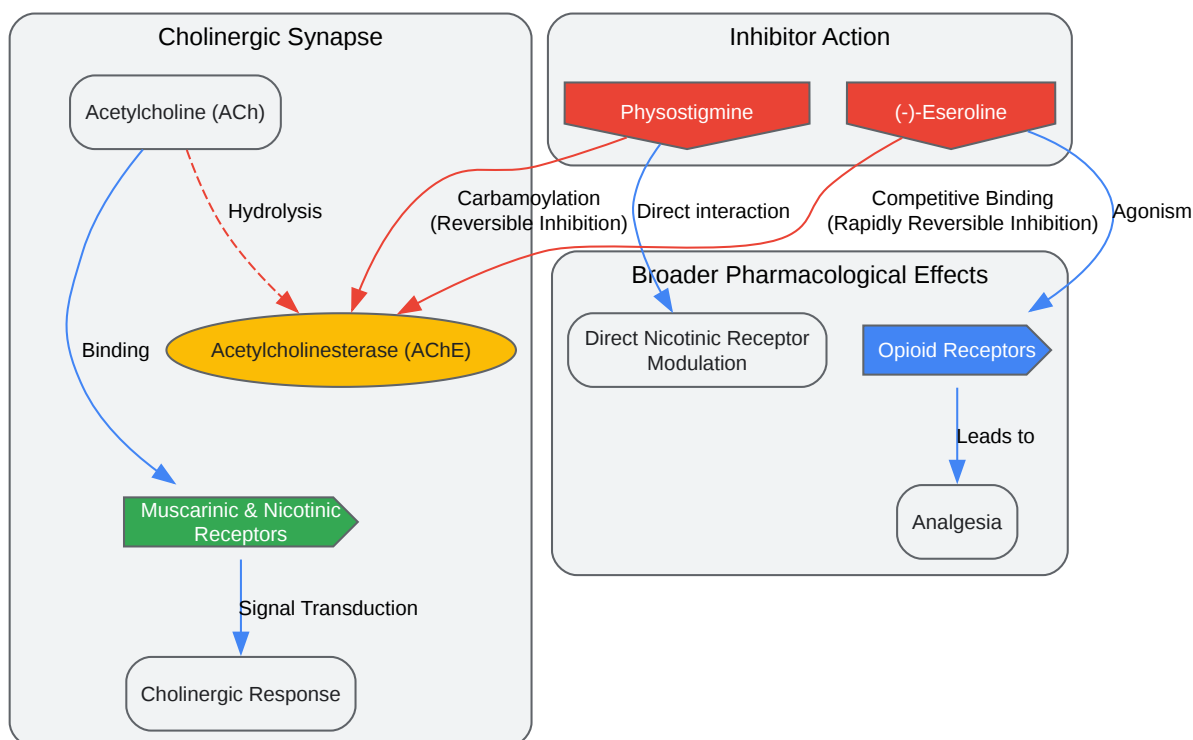 Cholinergic Synapse
Acetylcholine (ACh)
Hydrolysis
Binding
Acetylcholinesterase (AChE)
Muscarinic & Nicotinic
Receptors
Signal Transduction
Cholinergic Response
Inhibitor Action
Physostigmine
(-)-Eseroline
Carbamoylation
(Reversible Inhibition)
Direct interaction
Competitive Binding
(Rapidly Reversible Inhibition)
Agonism
Broader Pharmacological Effects
Direct Nicotinic Receptor
Modulation
Opioid Receptors
Leads to
Analgesia